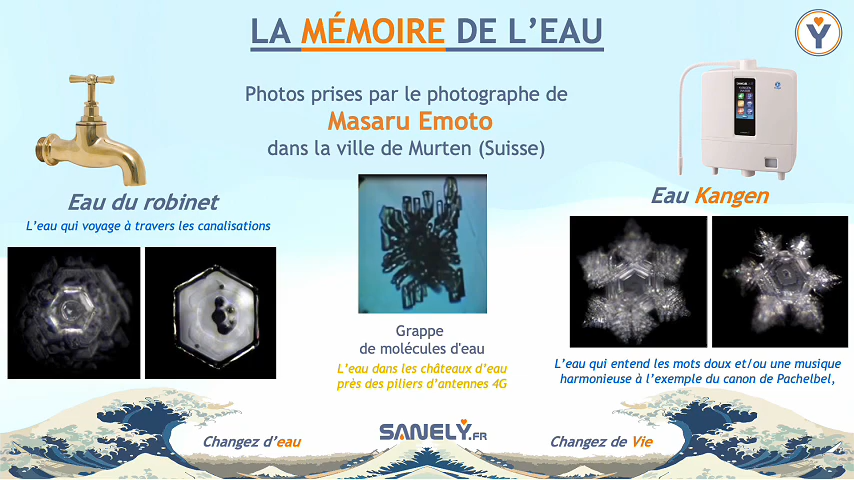 LA MÉMOIRE DE L'EAU
Y
Photos prises par le photographe de
Masaru Emoto
dans la ville de Murten (Suisse)
Eau du robinet
L'eau qui voyage à travers les canalisations
Grappe
de molécules d'eau
L'eau dans les châteaux d'eau
près des piliers d'antennes 4G
Eau Kangen
L'eau qui entend les mots doux et/ou une musique
harmonieuse à l'exemple du canon de Pachelbel,
Changez d'eau
SANELY.FR
Changez de Vie